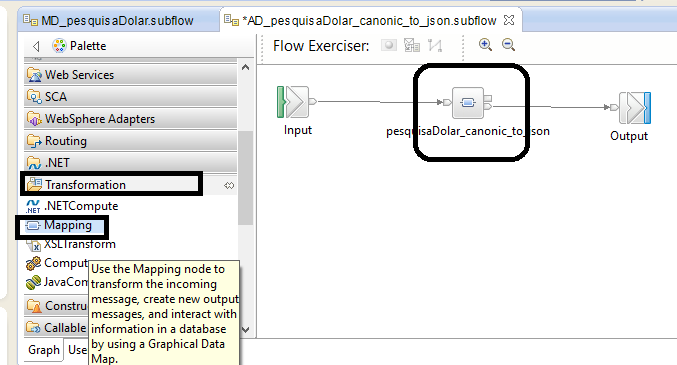 MD_pesquisaDolar.subflow
*AD_pesquisaDolar_canonic_to_json.subflow
Palette
Flow Exerciser:
Web Services
SCA
WebSphere Adapters
Routing
.NET
Transformation
.NETCompute
Mapping
XSLTransform
Comput
JavaCom
Construc
Callable
Graph
Use
Use the Mapping node to
transform the incoming
message, create new output
messages, and interact with
information in a database
by using a Graphical Data
Map.
Input
pesquisaDolar_canonic_to_json
Output